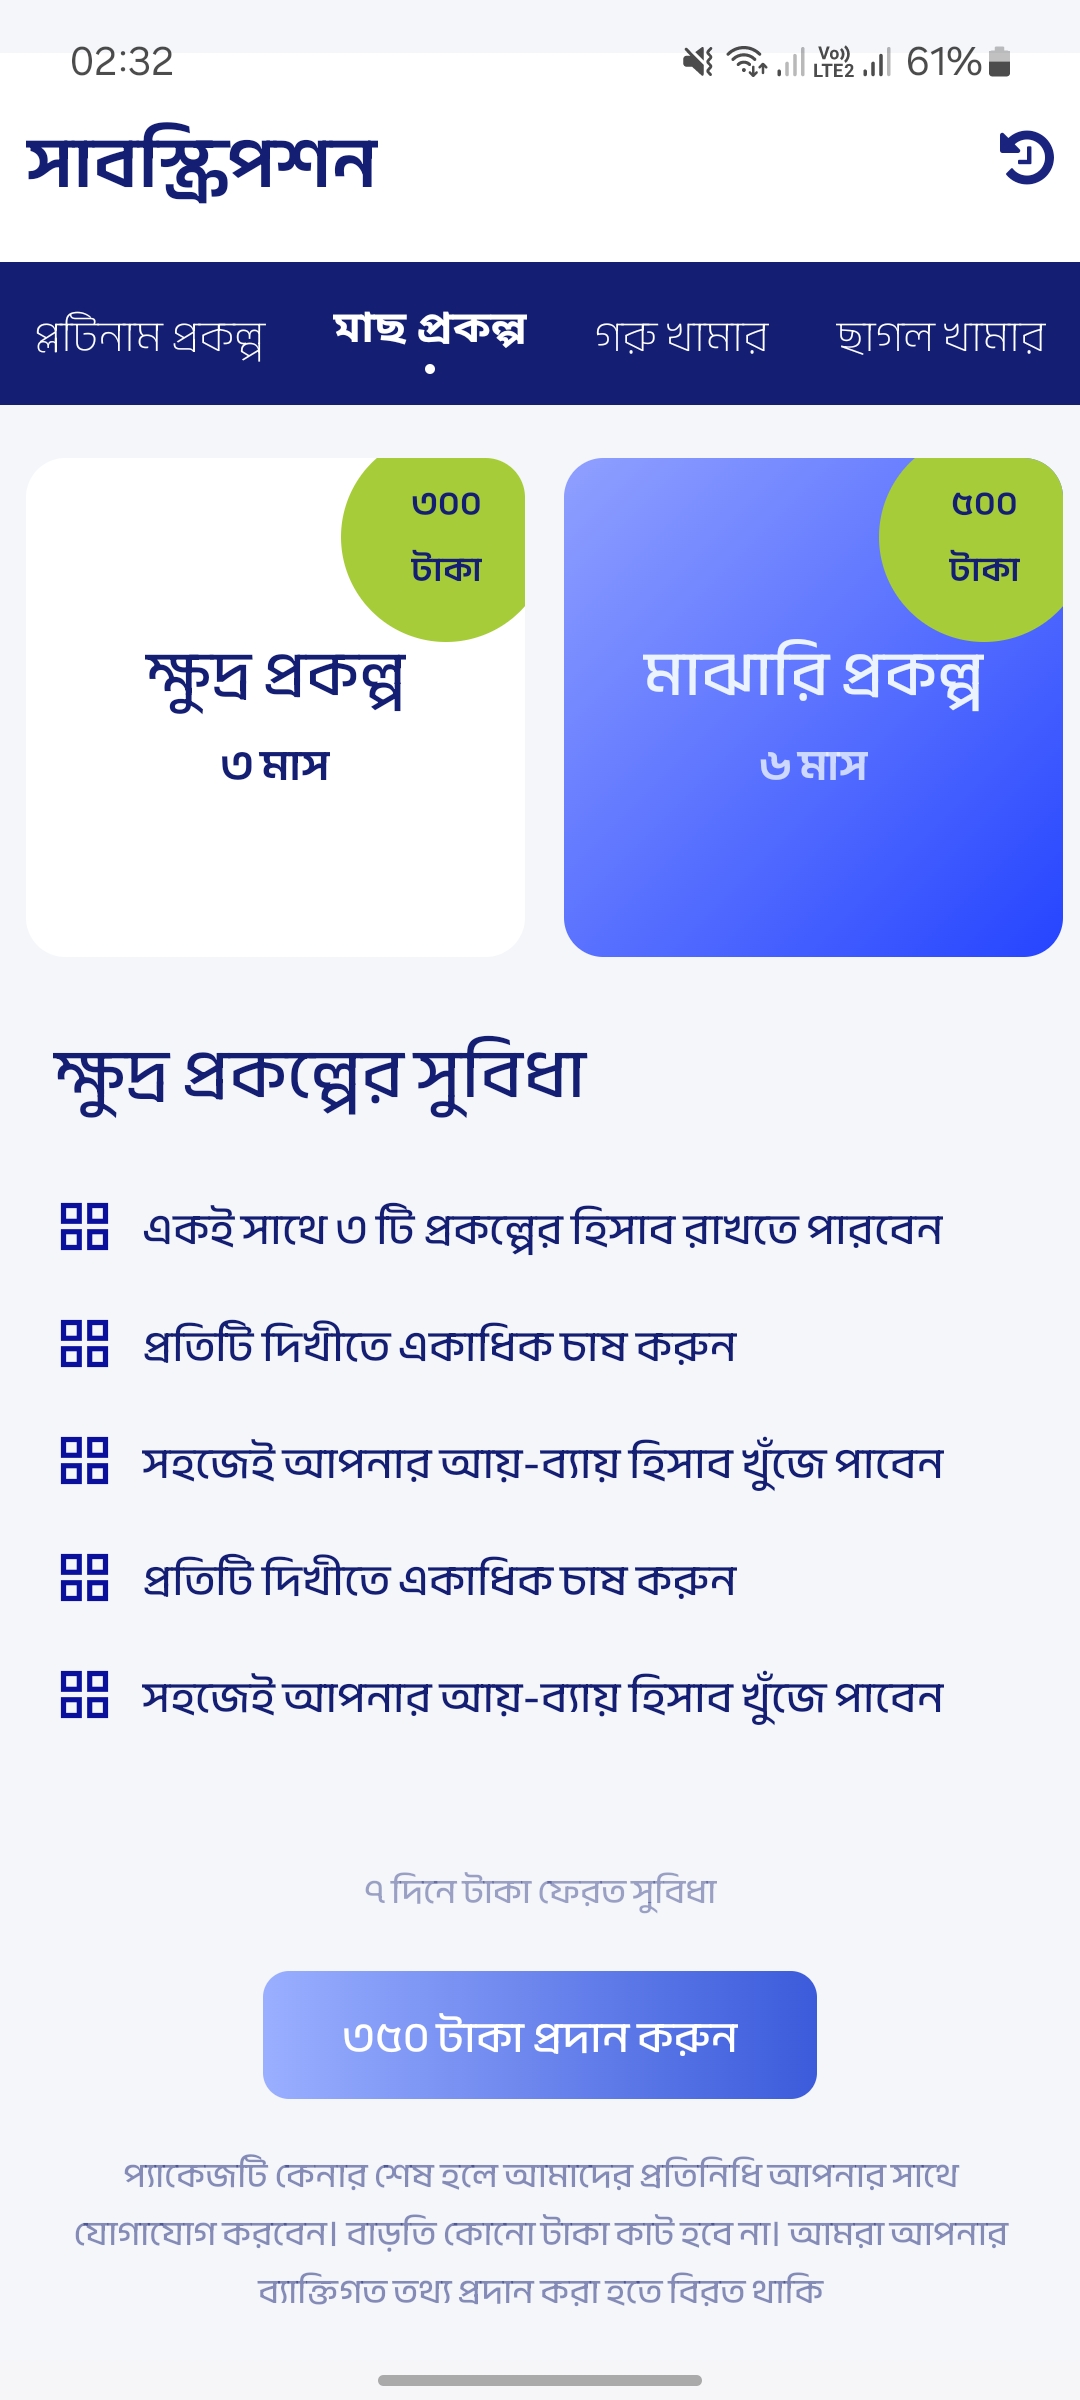 02:32
Vo)) LTE2 61%
সাবস্ক্রিপশন
প্লটিনাম প্রকল্প মাছ প্রকল্প গরু খামার ছাগল খামার
৩০০ টাকা
ক্ষুদ্র প্রকল্প
৩ মাস
৫০০ টাকা
মাঝারি প্রকল্প
৬ মাস
ক্ষুদ্র প্রকল্পের সুবিধা
একই সাথে ৩ টি প্রকল্পের হিসাব রাখতে পারবেন
প্রতিটি দিখীতে একাধিক চাষ করুন
সহজেই আপনার আয়-ব্যায় হিসাব খুঁজে পাবেন
প্রতিটি দিখীতে একাধিক চাষ করুন
সহজেই আপনার আয়-ব্যায় হিসাব খুঁজে পাবেন
৭ দিনে টাকা ফেরত সুবিধা
৩৫০ টাকা প্রদান করুন
প্যাকেজটি কেনার শেষ হলে আমাদের প্রতিনিধি আপনার সাথে
যোগাযোগ করবেন। বাড়তি কোনো টাকা কাট হবে না। আমরা আপনার
ব্যাক্তিগত তথ্য প্রদান করা হতে বিরত থাকি